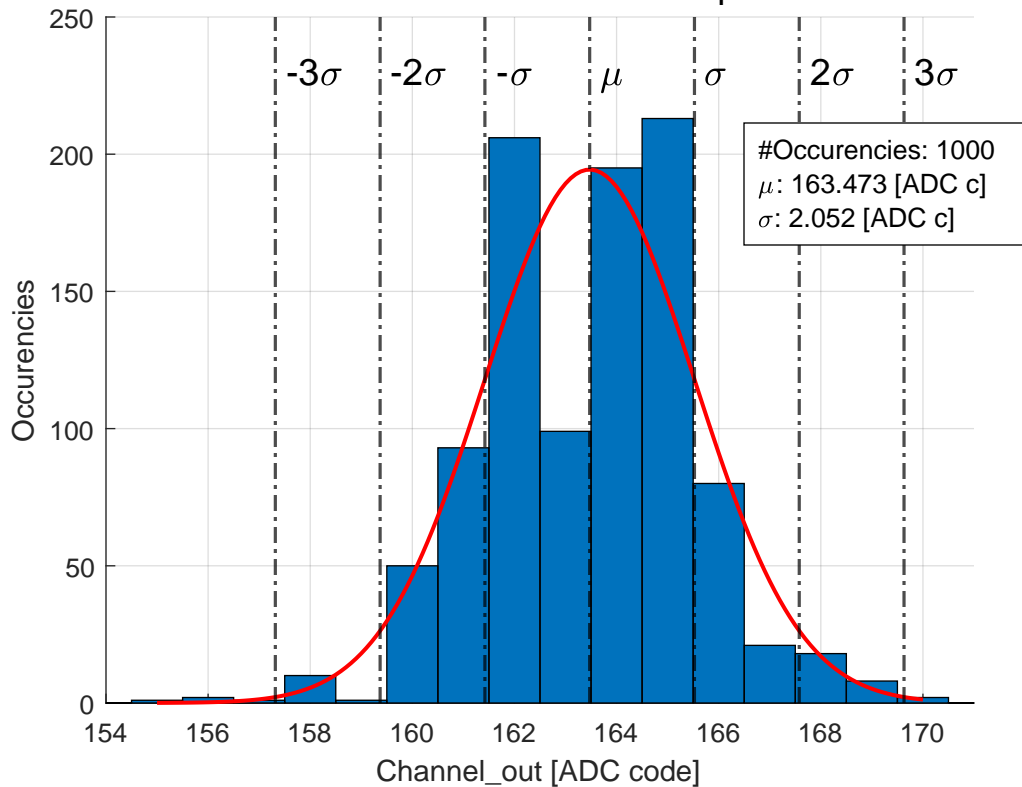 250
200
150
100
50
0
-3σ
-2σ
-σ
μ
σ
2σ
3σ
#Occurencies: 1000
μ: 163.473 [ADC c]
σ: 2.052 [ADC c]
Occurencies
154
156
158
160
162
164
166
168
170
Channel_out [ADC code]